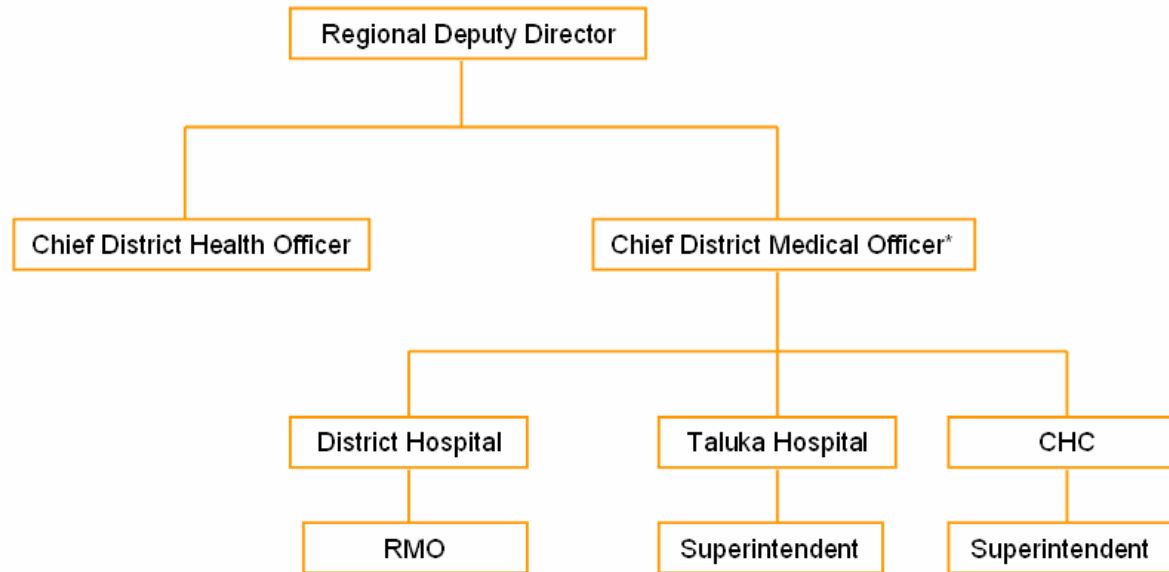 Regional Deputy Director
Chief District Health Officer
Chief District Medical Officer*
District Hospital
Taluka Hospital
CHC
RMO
Superintendent
Superintendent